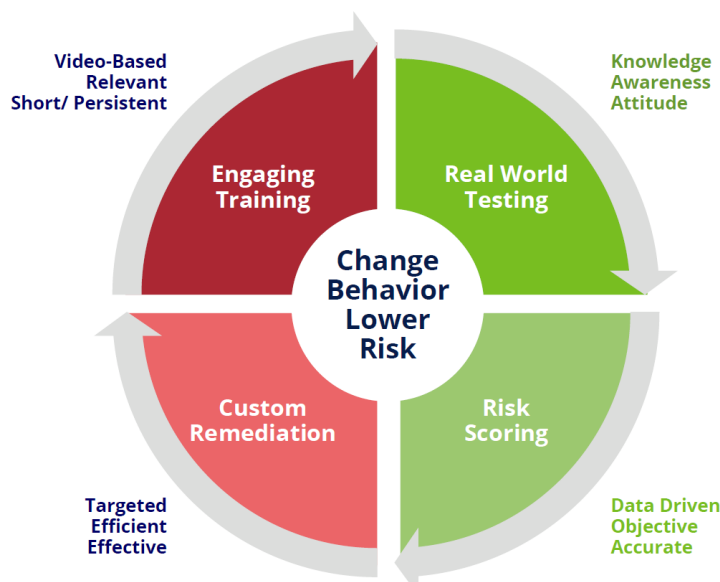 Video-Based
Relevant
Short/ Persistent
Knowledge
Awareness
Attitude
Engaging
Training
Real World
Testing
Change
Behavior
Lower
Risk
Custom
Remediation
Risk
Scoring
Targeted
Efficient
Effective
Data Driven
Objective
Accurate